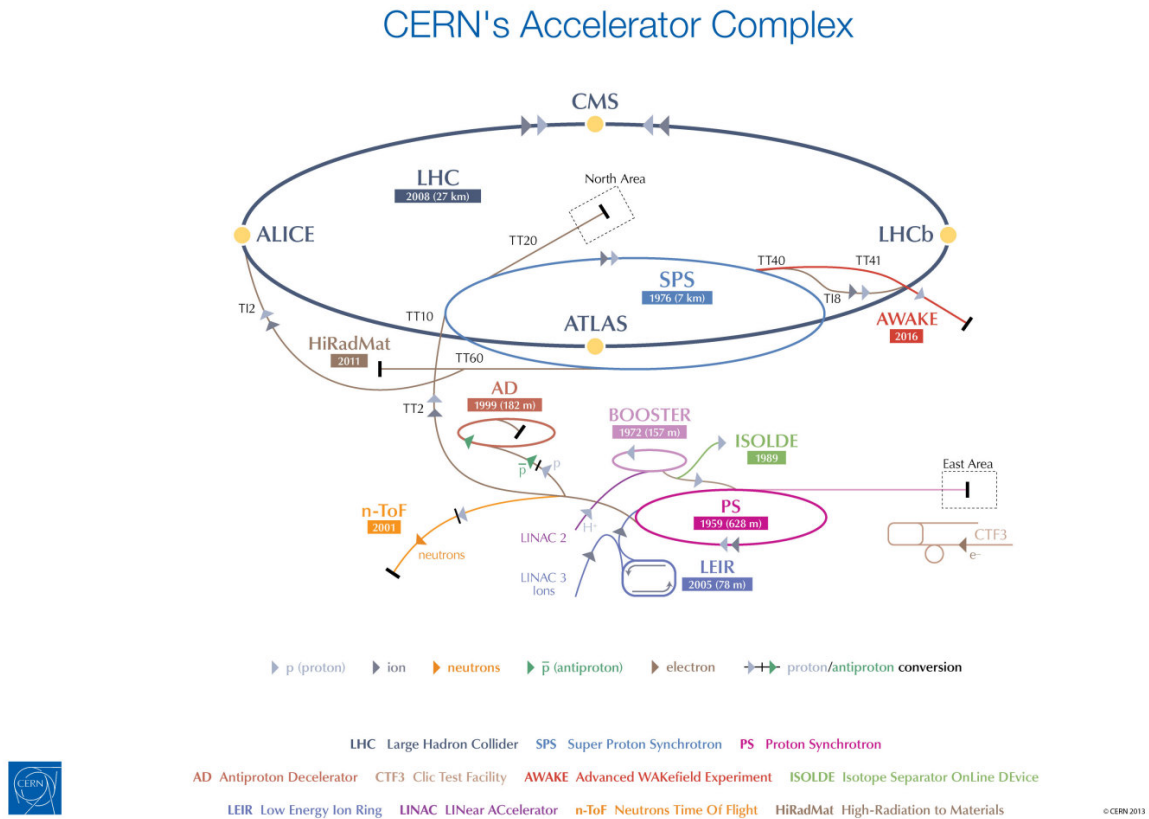 CERN's Accelerator Complex
CMS
LHC
2008 (27 km)
North Area
ALICE
LHCb
TT20
TT40
TT41
SPS
1976 (7 km)
TI8
TI2
TT10
ATLAS
AWAKE
2016
HiRadMat
2011
TT60
AD
1999 (182 m)
TT2
BOOSTER
1972 (157 m)
ISOLDE
1989
p̅
p
East Area
n-ToF
2001
PS
1959 (628 m)
LINAC 2
H⁻
neutrons
CTF3
e⁻
LEIR
2005 (78 m)
LINAC 3
Ions
p (proton) ion neutrons p̅ (antiproton) electron proton/antiproton conversion
LHC Large Hadron Collider SPS Super Proton Synchrotron PS Proton Synchrotron
AD Antiproton Decelerator CTF3 Clic Test Facility AWAKE Advanced WAKefield Experiment ISOLDE Isotope Separator OnLine DEvice
LEIR Low Energy Ion Ring LINAC LINear ACcelerator n-ToF Neutrons Time Of Flight HiRadMat High-Radiation to Materials
CERN
© CERN 2013